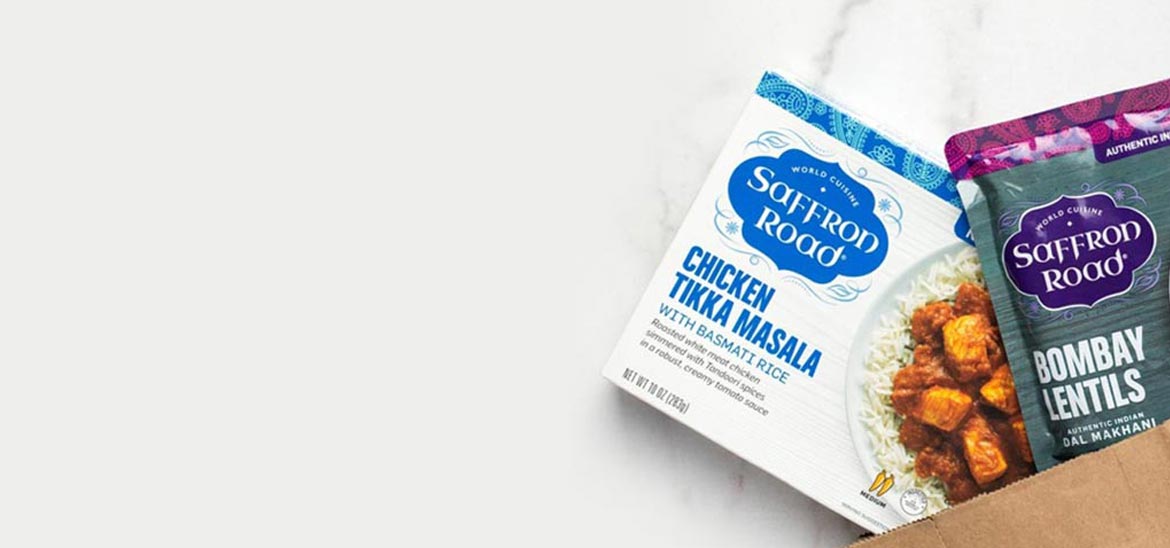 WORLD CUISINE
Saffron
Road®
CHICKEN
TIKKA MASALA
WITH BASMATI RICE
Roasted white meat chicken
simmered with Tandoori spices
in a robust, creamy tomato sauce
NET WT 10 OZ (283g)
MEDIUM
AUTHENTIC IN
WORLD CUISINE
Saffron
Road
BOMBAY
LENTILS
AUTHENTIC INDIAN
DAL MAKHANI